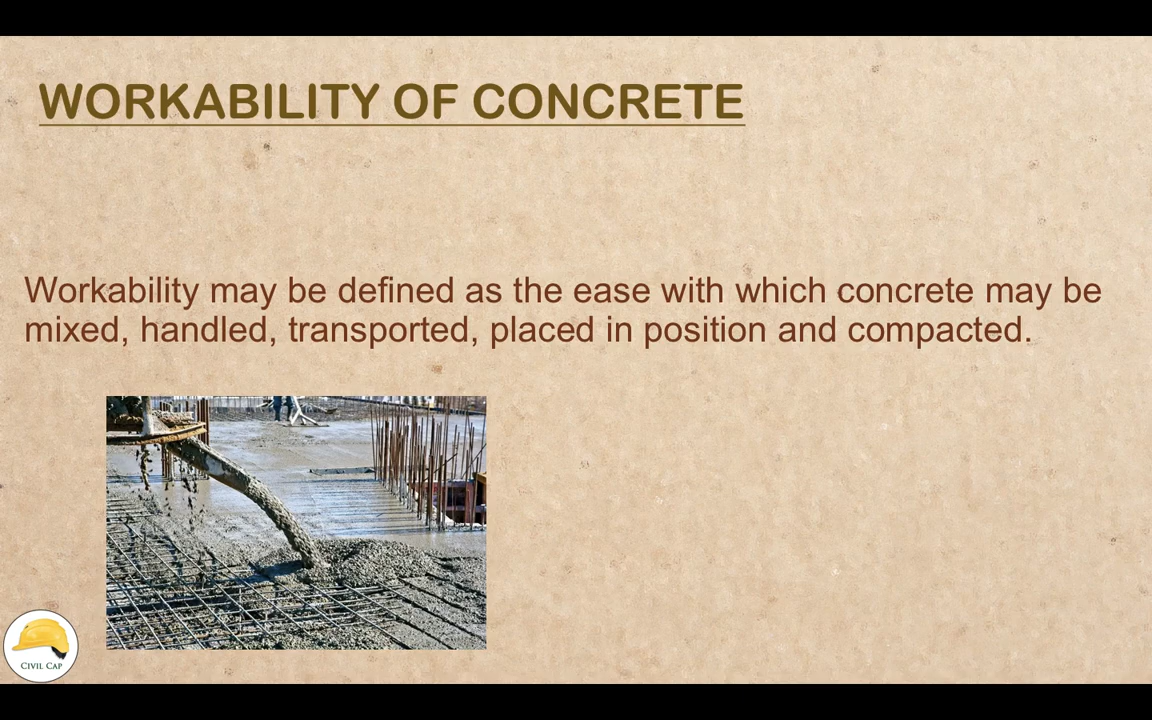 WORKABILITY OF CONCRETE
Workability may be defined as the ease with which concrete may be
mixed, handled, transported, placed in position and compacted.
CIVIL CAP